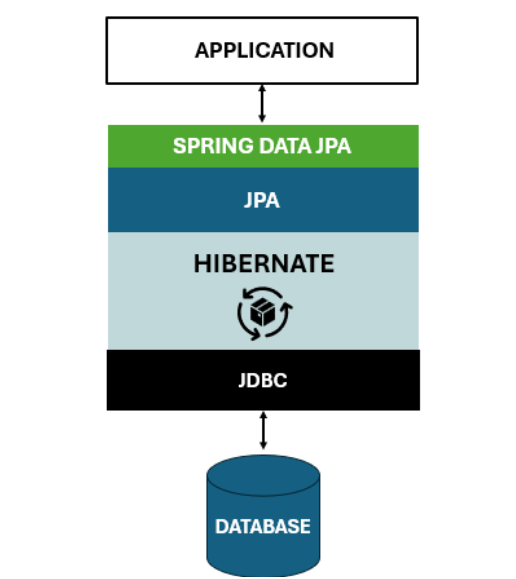 APPLICATION
SPRING DATA JPA
JPA
HIBERNATE
JDBC
DATABASE